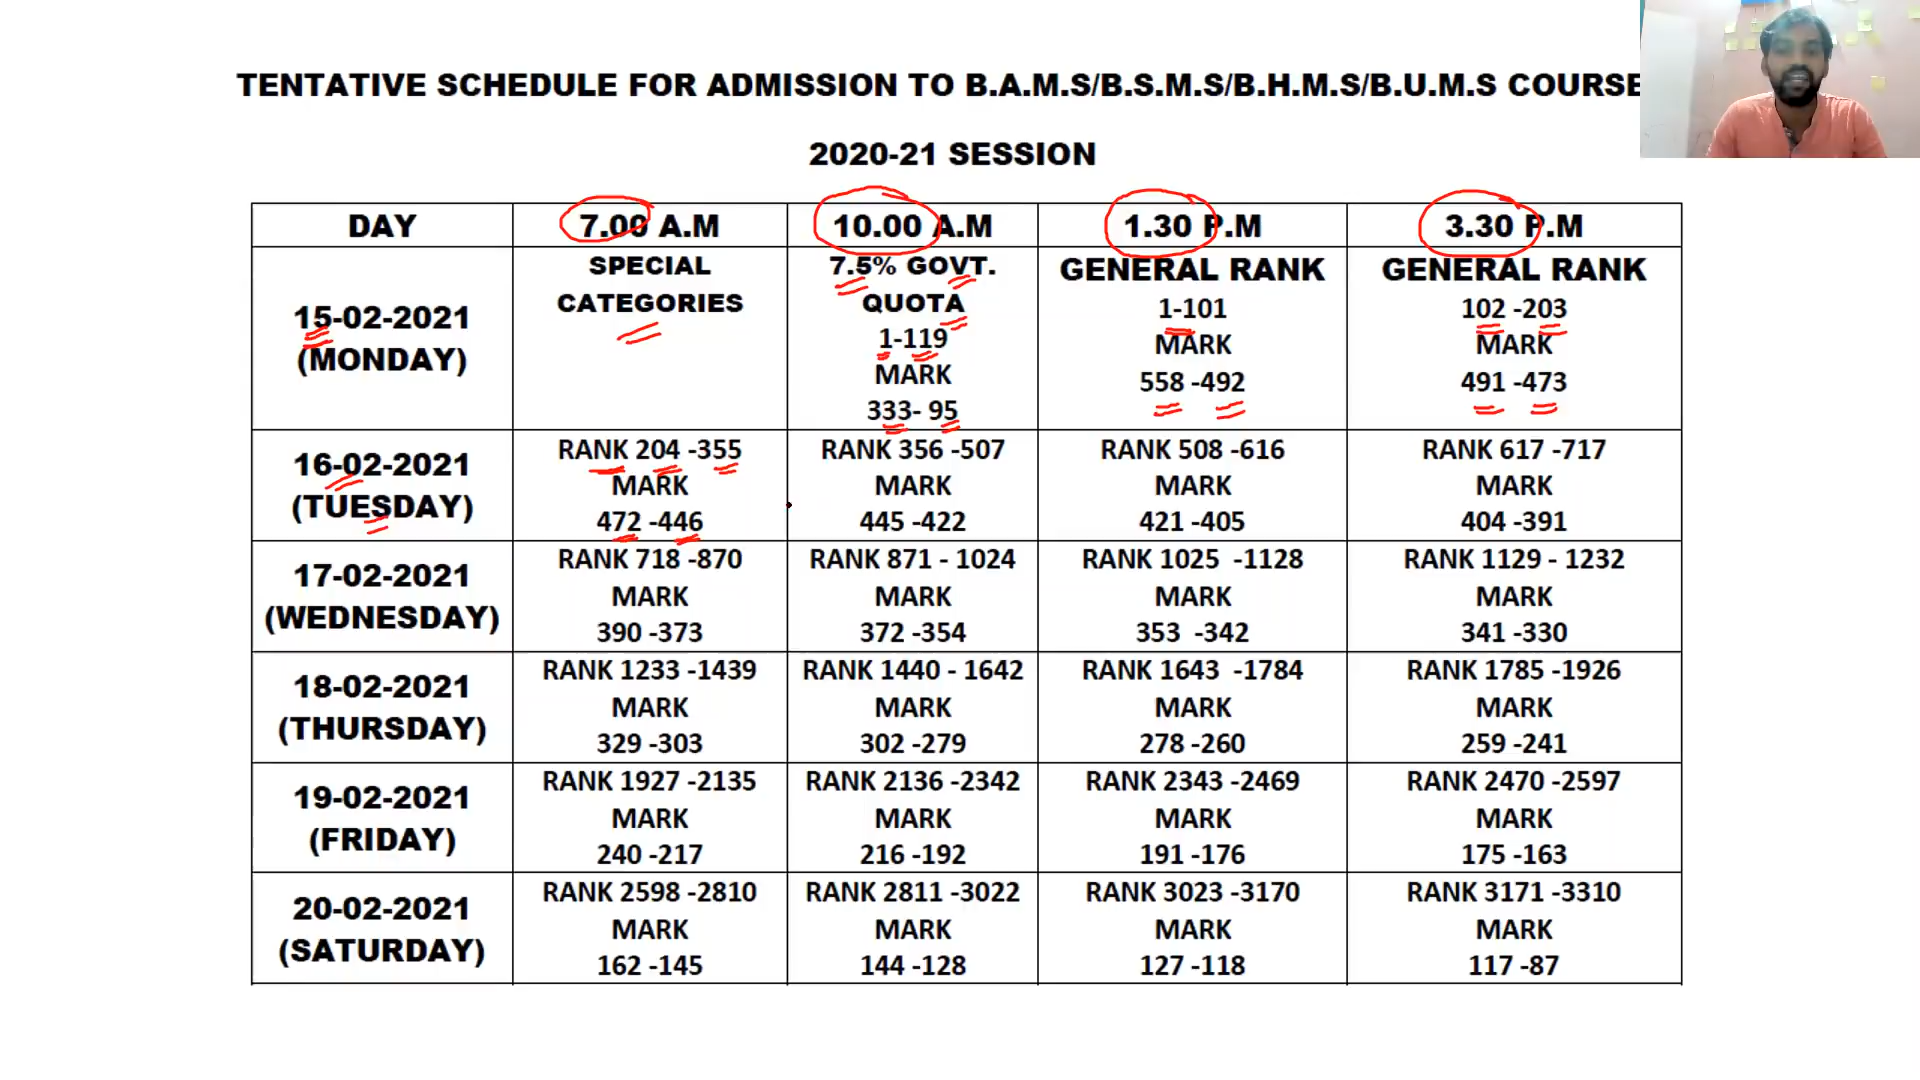 TENTATIVE SCHEDULE FOR ADMISSION TO B.A.M.S/B.S.M.S/B.H.M.S/B.U.M.S COURSE
2020-21 SESSION
DAY 7.00 A.M 10.00 A.M 1.30 P.M 3.30 P.M
15-02-2021
(MONDAY)
SPECIAL
CATEGORIES
7.5% GOVT.
QUOTA
1-119
MARK
333- 95
GENERAL RANK
1-101
MARK
558 -492
GENERAL RANK
102 -203
MARK
491 -473
16-02-2021
(TUESDAY)
RANK 204 -355
MARK
472 -446
RANK 356 -507
MARK
445 -422
RANK 508 -616
MARK
421 -405
RANK 617 -717
MARK
404 -391
17-02-2021
(WEDNESDAY)
RANK 718 -870
MARK
390 -373
RANK 871 - 1024
MARK
372 -354
RANK 1025 -1128
MARK
353 -342
RANK 1129 - 1232
MARK
341 -330
18-02-2021
(THURSDAY)
RANK 1233 -1439
MARK
329 -303
RANK 1440 - 1642
MARK
302 -279
RANK 1643 -1784
MARK
278 -260
RANK 1785 -1926
MARK
259 -241
19-02-2021
(FRIDAY)
RANK 1927 -2135
MARK
240 -217
RANK 2136 -2342
MARK
216 -192
RANK 2343 -2469
MARK
191 -176
RANK 2470 -2597
MARK
175 -163
20-02-2021
(SATURDAY)
RANK 2598 -2810
MARK
162 -145
RANK 2811 -3022
MARK
144 -128
RANK 3023 -3170
MARK
127 -118
RANK 3171 -3310
MARK
117 -87